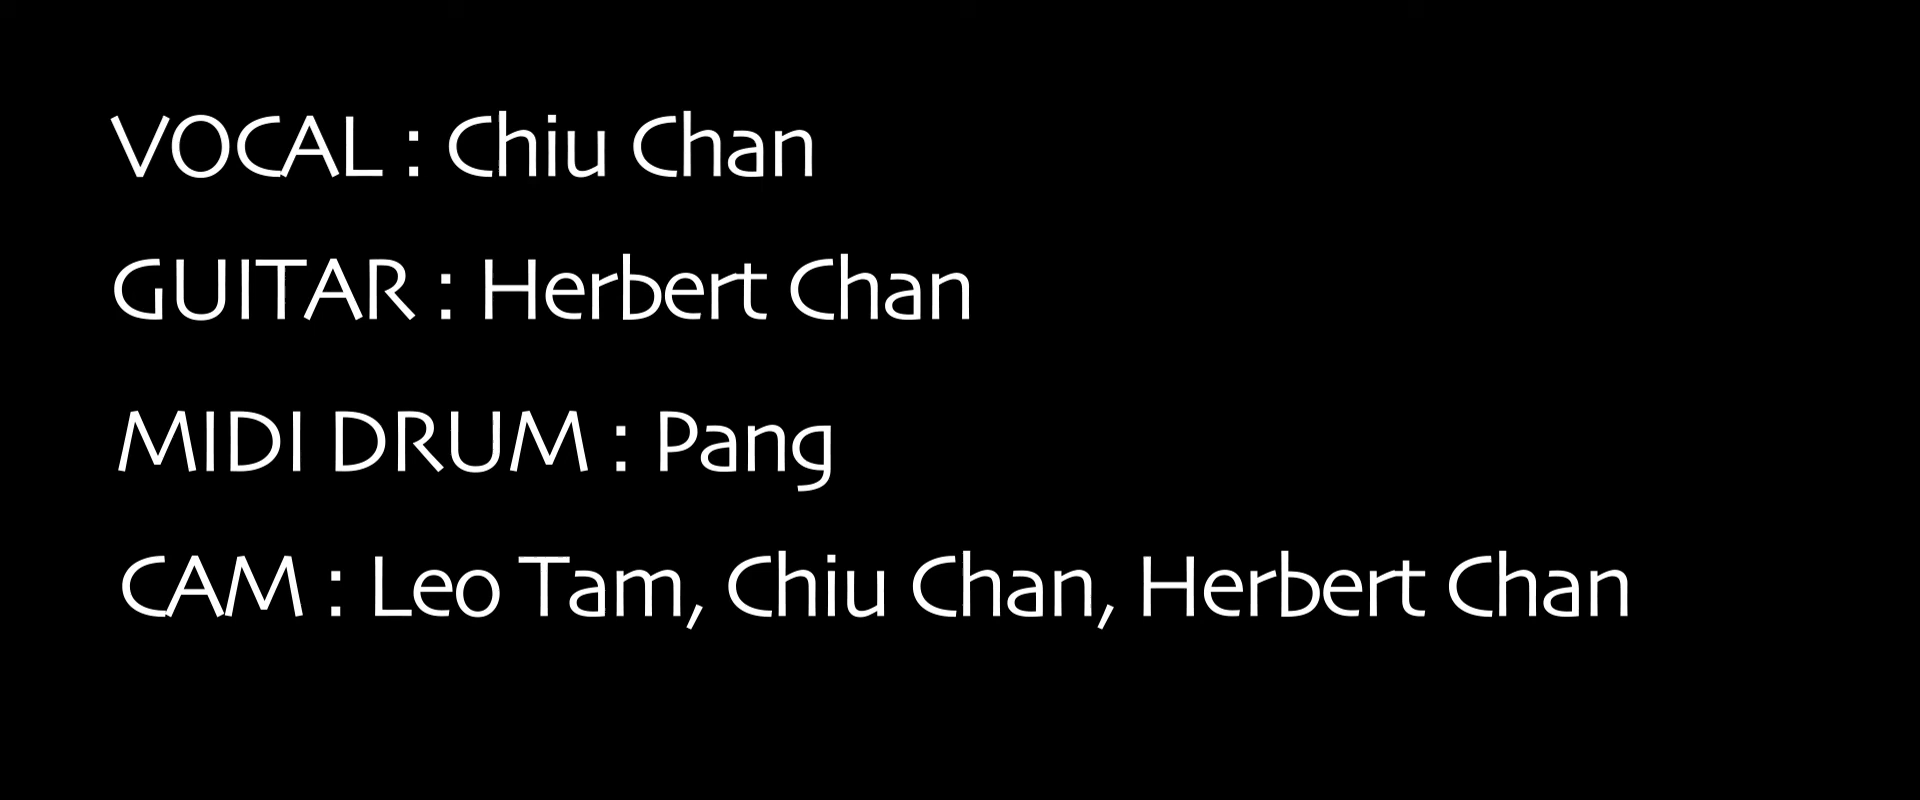 VOCAL : Chiu Chan
GUITAR : Herbert Chan
MIDI DRUM : Pang
CAM : Leo Tam, Chiu Chan, Herbert Chan